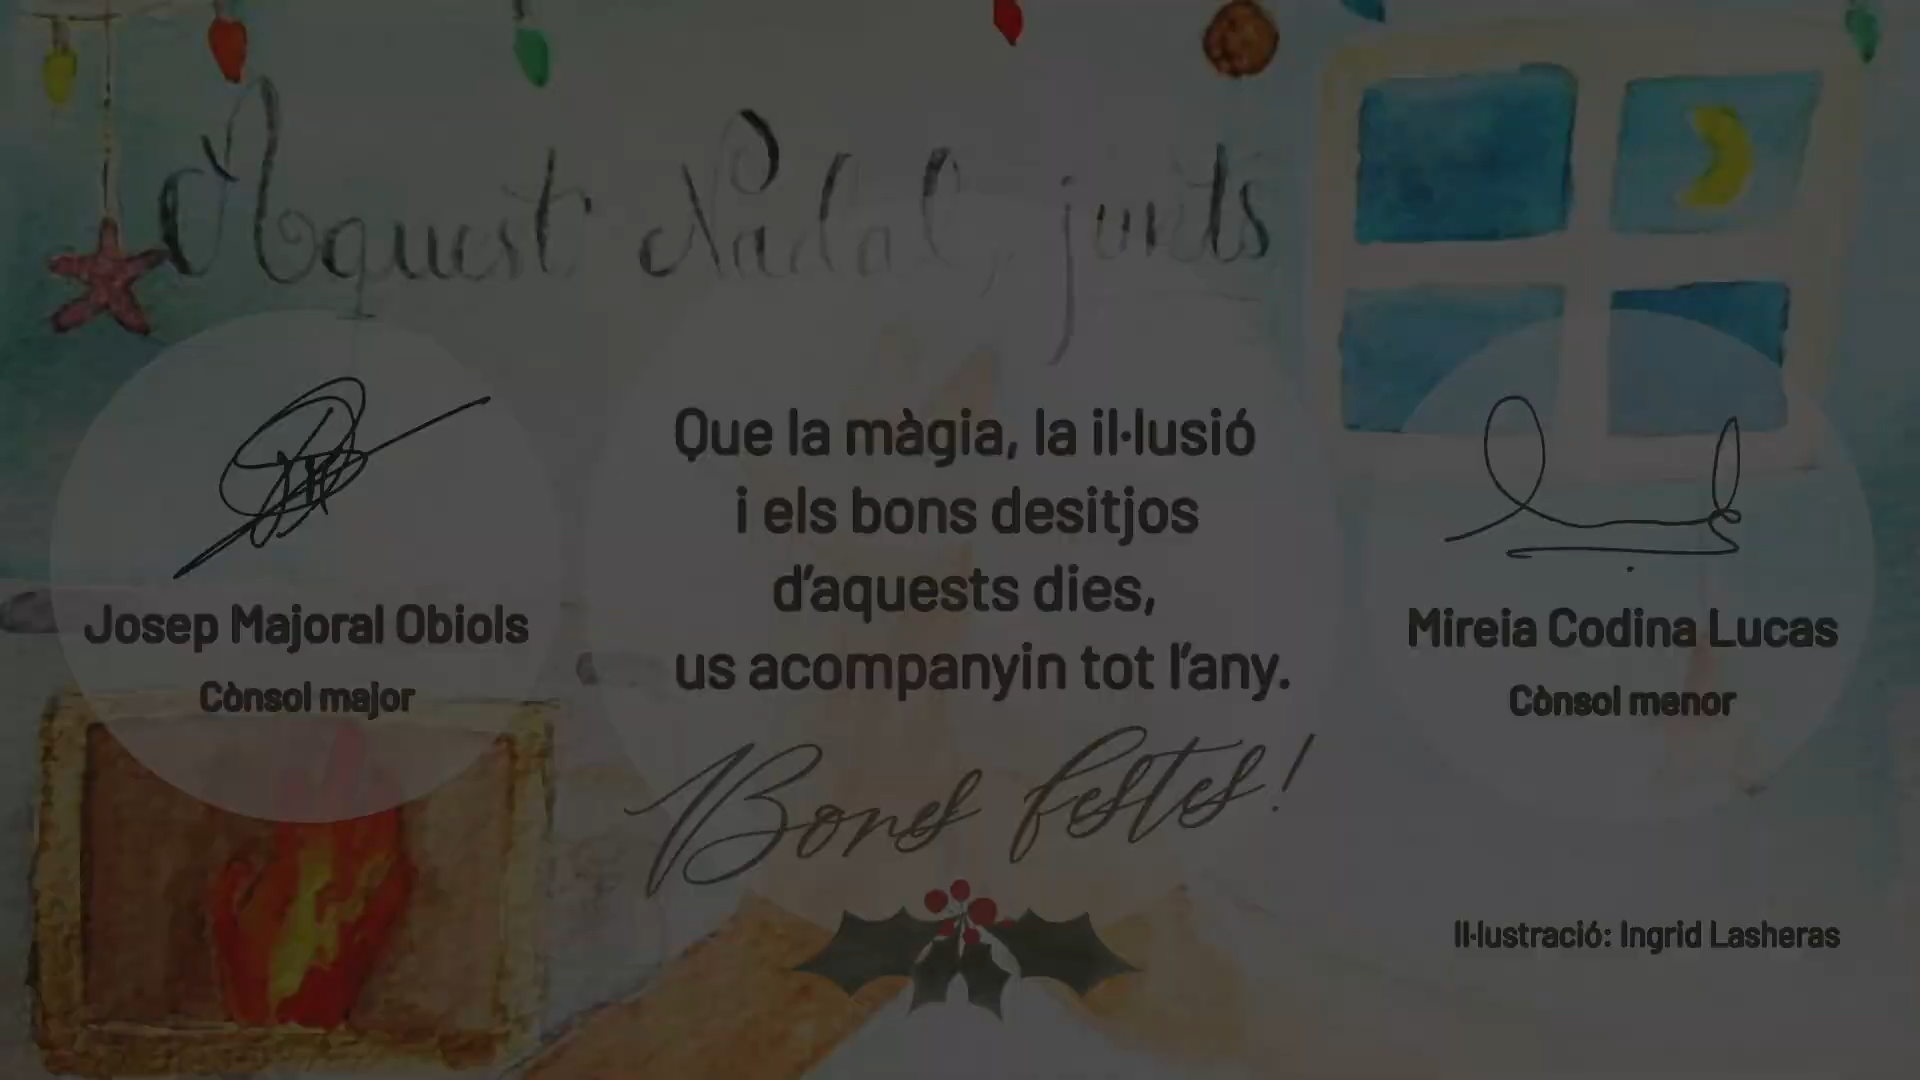 Aquest Nadal, junts
Que la màgia, la il·lusió
i els bons desitjos
d’aquests dies,
us acompanyin tot l’any.
Bones festes!
Josep Majoral Obiols
Cònsol major
Mireia Codina Lucas
Cònsol menor
Il·lustració: Ingrid Lasheras